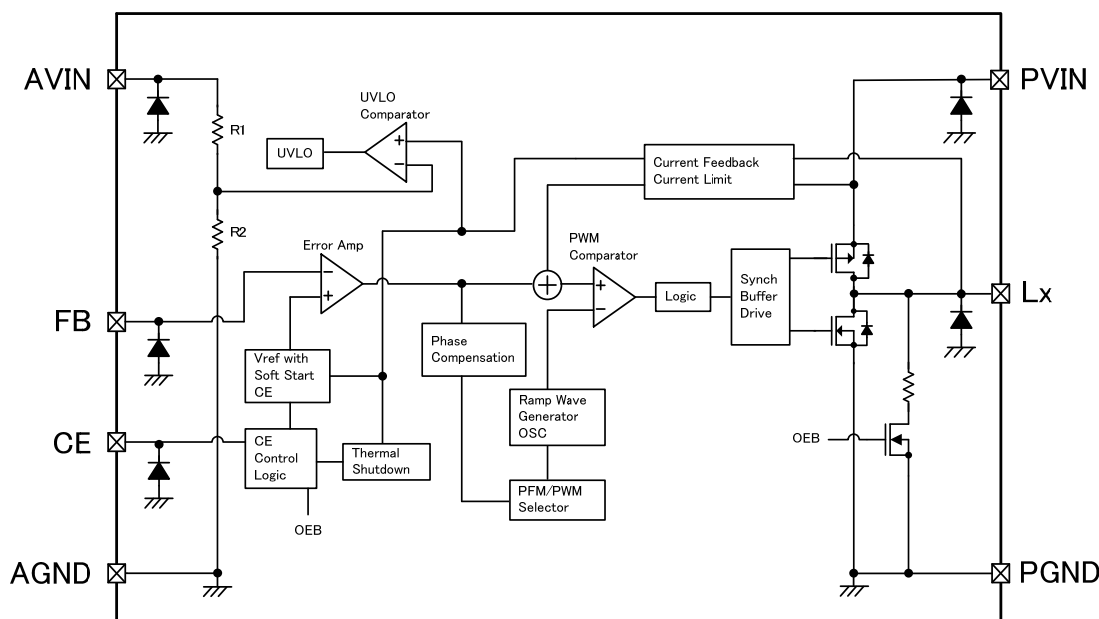 AVIN
PVIN
R1
UVLO
Comparator
UVLO
+
−
Current Feedback
Current Limit
R2
Error Amp
PWM
Comparator
−
+
+
+
−
Logic
Synch
Buffer
Drive
Lx
FB
Vref with
Soft Start
CE
Phase
Compensation
Ramp Wave
Generator
OSC
CE
CE
Control
Logic
Thermal
Shutdown
PFM/PWM
Selector
OEB
OEB
AGND
PGND